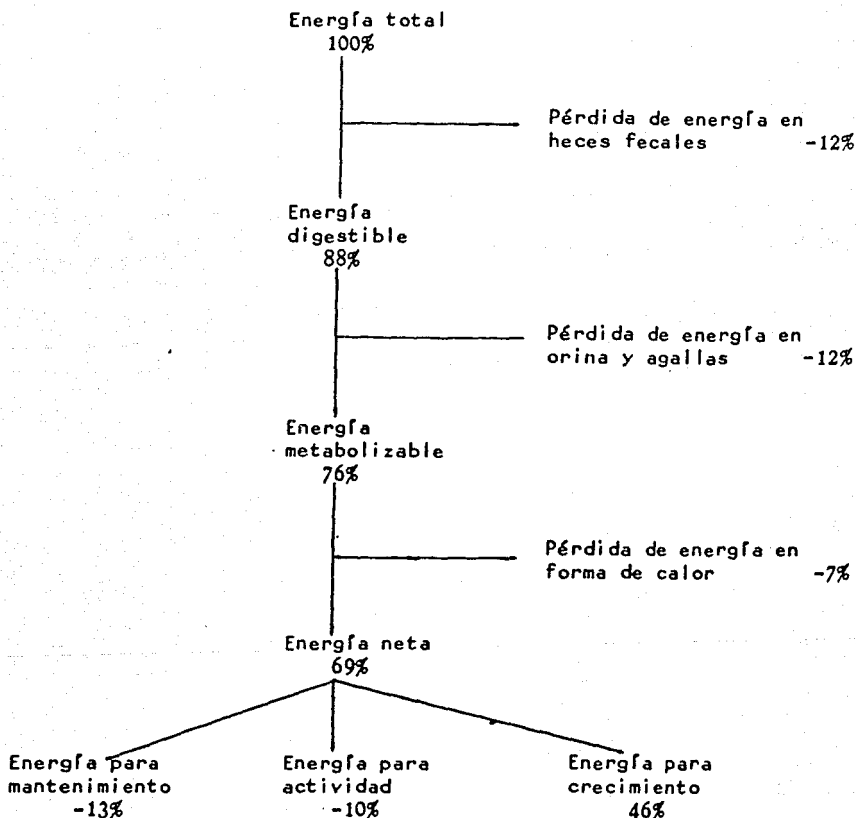 Energía total
100%
Pérdida de energía en
heces fecales -12%
Energía
digestible
88%
Pérdida de energía en
orina y agallas -12%
Energía
metabolizable
76%
Pérdida de energía en
forma de calor -7%
Energía neta
69%
Energía para
mantenimiento
-13%
Energía para
actividad
-10%
Energía para
crecimiento
46%